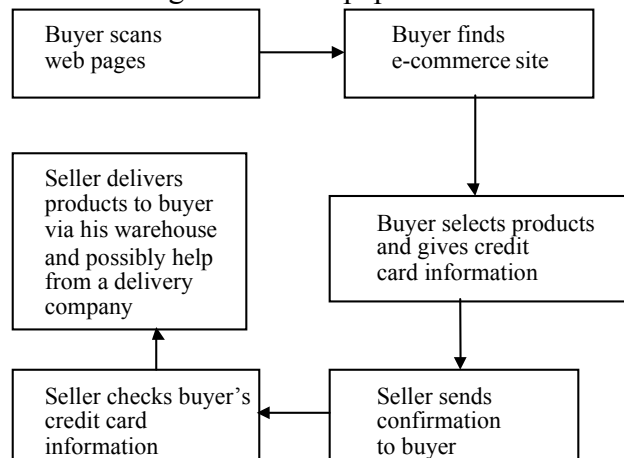 Buyer scans
web pages
Buyer finds
e-commerce site
Buyer selects products
and gives credit
card information
Seller sends
confirmation
to buyer
Seller checks buyer's
credit card
information
Seller delivers
products to buyer
via his warehouse
and possibly help
from a delivery
company